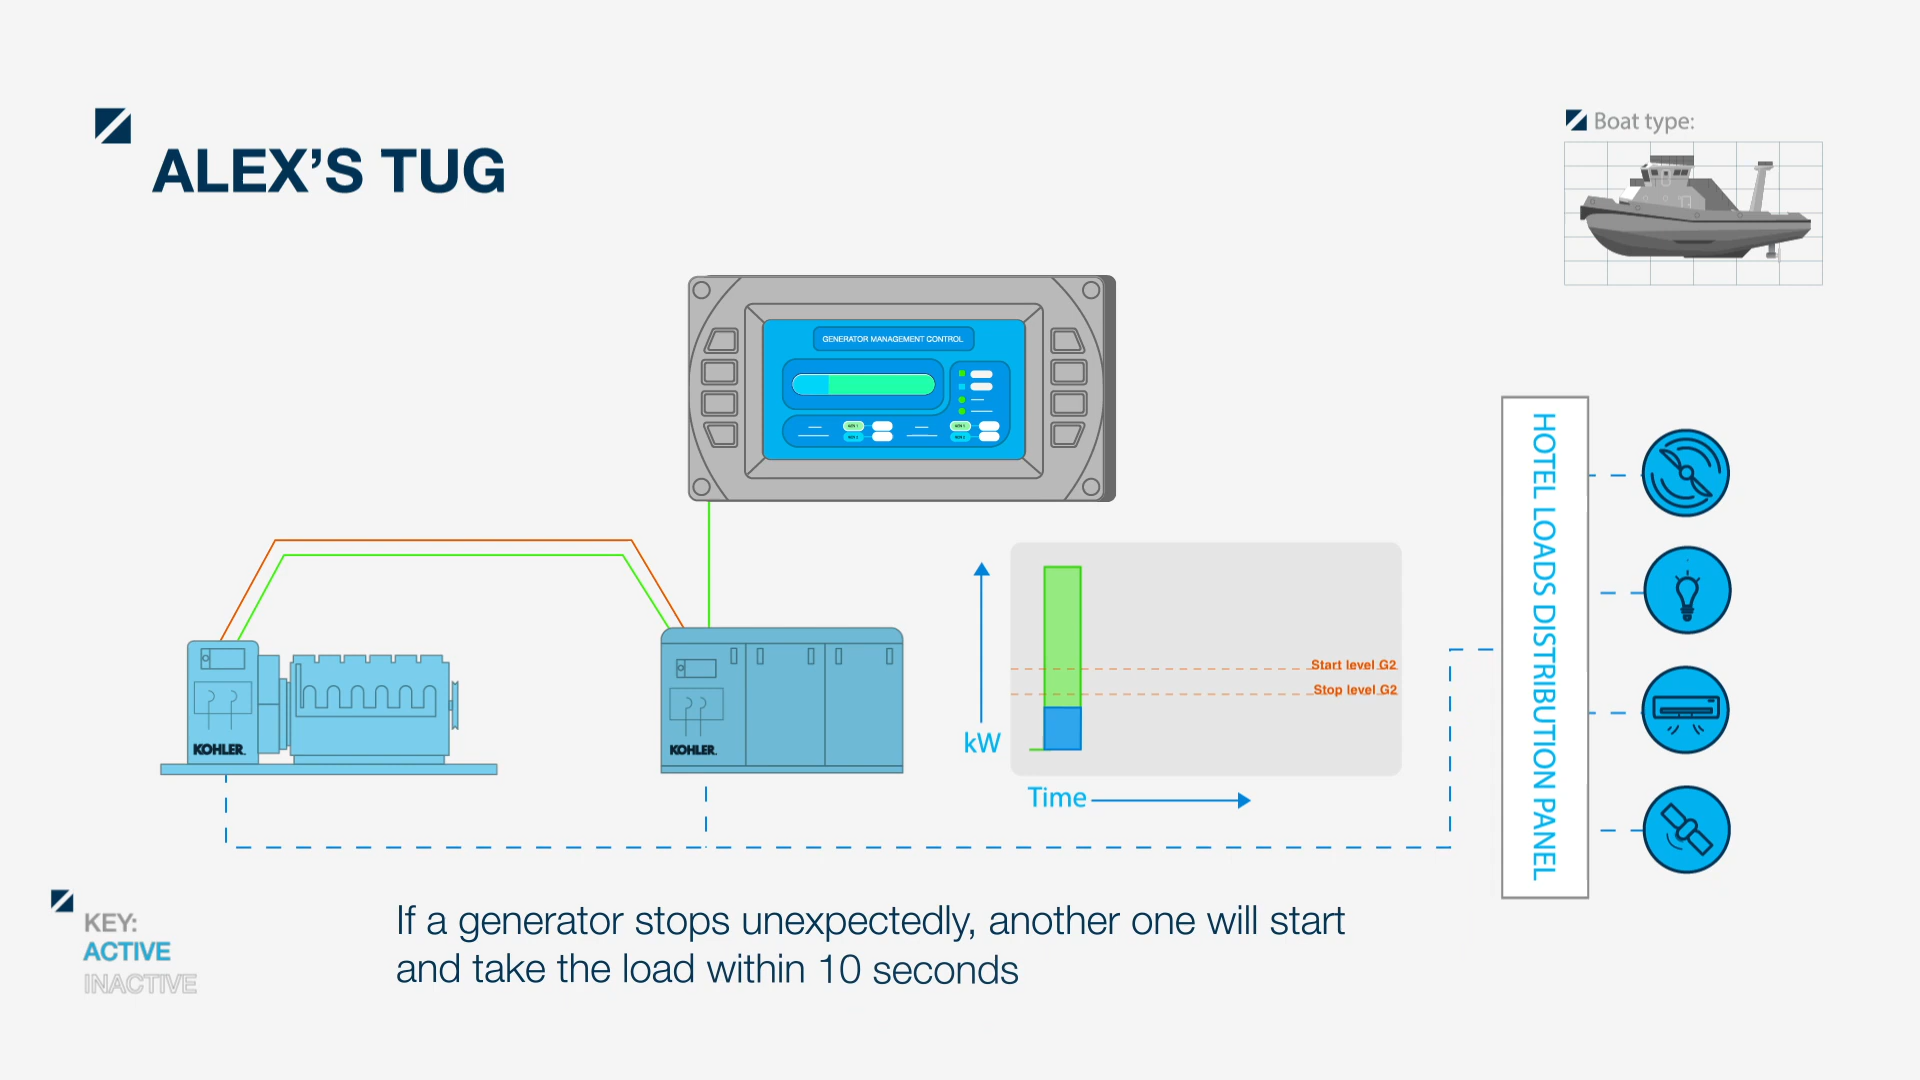 ALEX’S TUG
Boat type:
GENERATOR MANAGEMENT CONTROL
Start level G2
Stop level G2
kW
Time
KOHLER.
KOHLER.
HOTEL LOADS DISTRIBUTION PANEL
KEY:
ACTIVE
INACTIVE
If a generator stops unexpectedly, another one will start
and take the load within 10 seconds